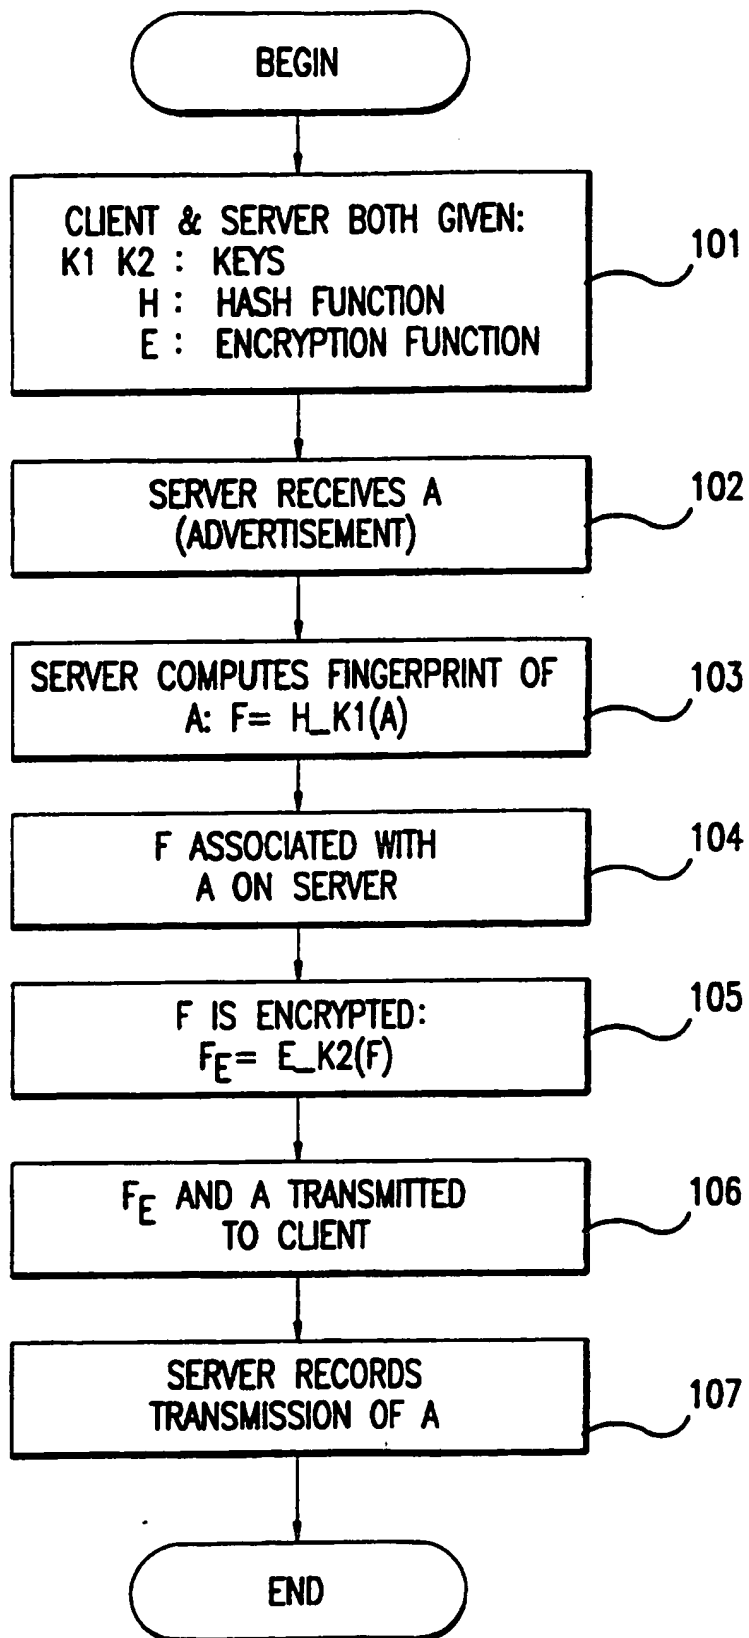 BEGIN
CLIENT & SERVER BOTH GIVEN:
K1 K2 : KEYS
H : HASH FUNCTION
E : ENCRYPTION FUNCTION
101
SERVER RECEIVES A
(ADVERTISEMENT)
102
SERVER COMPUTES FINGERPRINT OF
A: F= H_K1(A)
103
F ASSOCIATED WITH
A ON SERVER
104
F IS ENCRYPTED:
FE= E_K2(F)
105
FE AND A TRANSMITTED
TO CLIENT
106
SERVER RECORDS
TRANSMISSION OF A
107
END